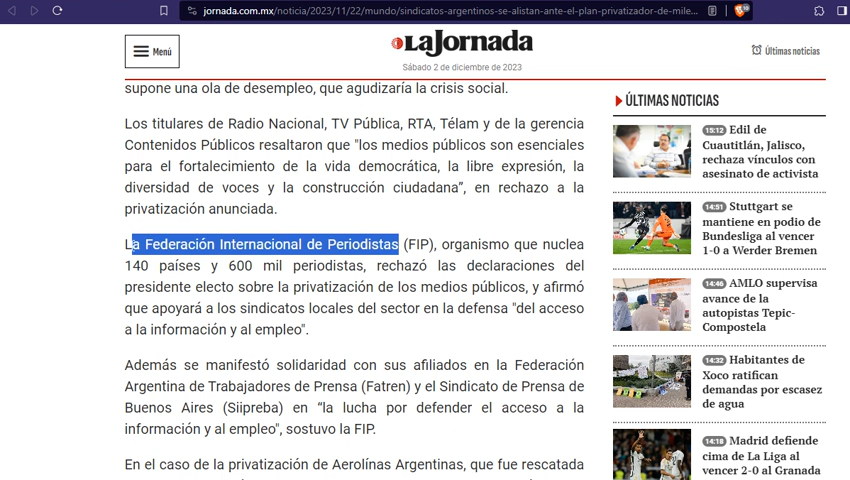 jornada.com.mx/noticia/2023/11/22/mundo/sindicatos-argentinos-se-alistan-ante-el-plan-privatizador-de-mile...
Menú
La Jornada
Sábado 2 de diciembre de 2023
Últimas noticias
supone una ola de desempleo, que agudizaría la crisis social.
Los titulares de Radio Nacional, TV Pública, RTA, Télam y de la gerencia
Contenidos Públicos resaltaron que "los medios públicos son esenciales
para el fortalecimiento de la vida democrática, la libre expresión, la
diversidad de voces y la construcción ciudadana”, en rechazo a la
privatización anunciada.
La Federación Internacional de Periodistas (FIP), organismo que nuclea
140 países y 600 mil periodistas, rechazó las declaraciones del
presidente electo sobre la privatización de los medios públicos, y afirmó
que apoyará a los sindicatos locales del sector en la defensa "del acceso
a la información y al empleo".
Además se manifestó solidaridad con sus afiliados en la Federación
Argentina de Trabajadores de Prensa (Fatren) y el Sindicato de Prensa de
Buenos Aires (Siipreba) en “la lucha por defender el acceso a la
información y al empleo", sostuvo la FIP.
En el caso de la privatización de Aerolínas Argentinas, que fue rescatada
ÚLTIMAS NOTICIAS
15:12 Edil de
Cuautitlán, Jalisco,
rechaza vínculos con
asesinato de activista
14:51 Stuttgart se
mantiene en podio de
Bundesliga al vencer
1-0 a Werder Bremen
14:46 AMLO supervisa
avance de la
autopistas Tepic-
Compostela
14:32 Habitantes de
Xoco ratifican
demandas por escasez
de agua
14:18 Madrid defiende
cima de La Liga al
vencer 2-0 al Granada